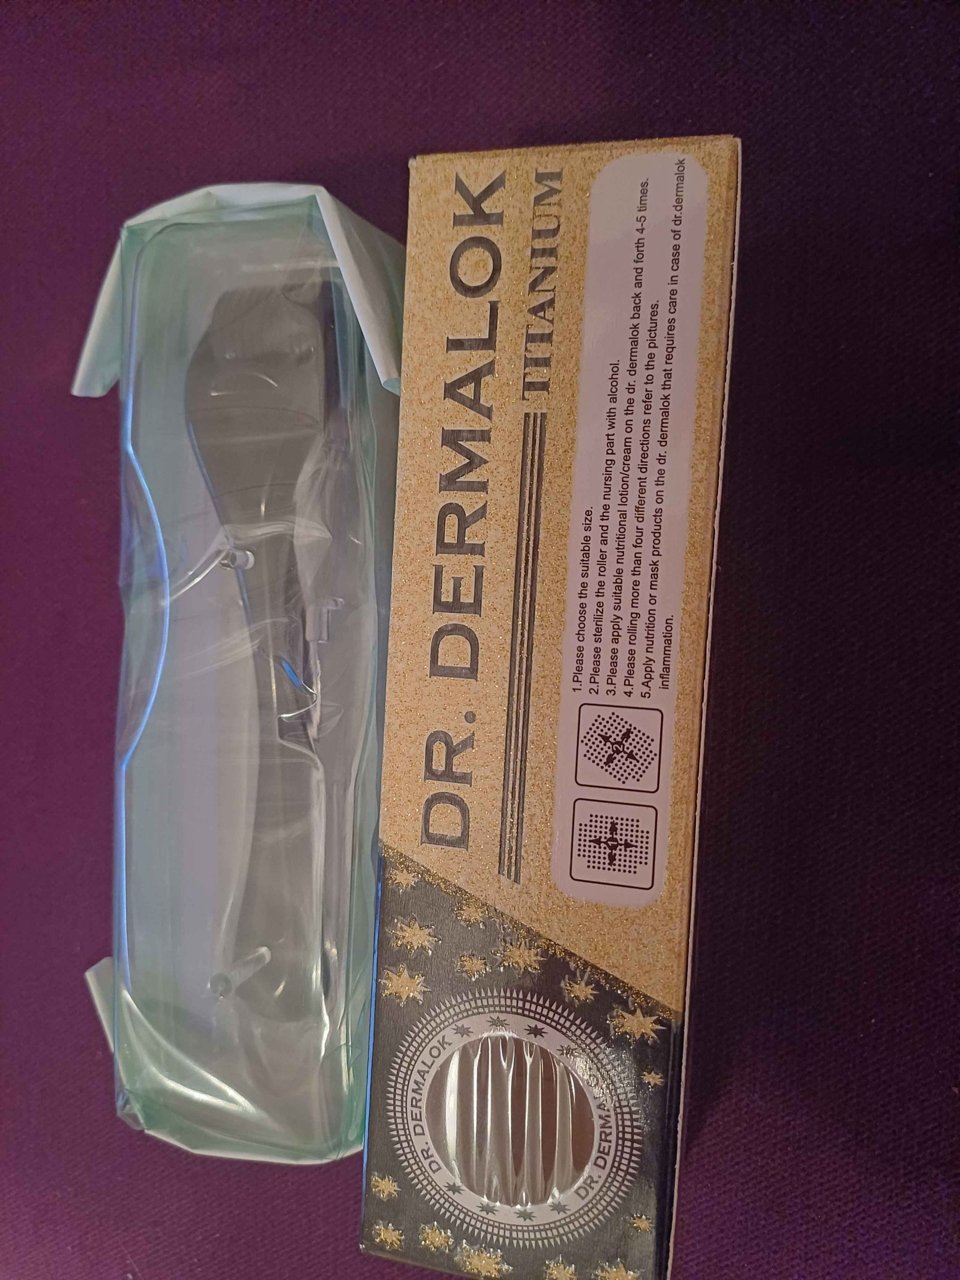 DR. DERMALOK
TITANIUM
1.Please choose the suitable size.
2.Please sterilize the roller and the nursing part with alcohol.
3.Please apply suitable nutritional lotion/cream on the dr. dermalok back and forth 4-5 times.
4.Please rolling more than four different directions refer to the pictures.
5.Apply nutrition or mask products on the dr. dermalok that requires care in case of dr.dermalok
inflammation.
DR. DERMALOK
DR.